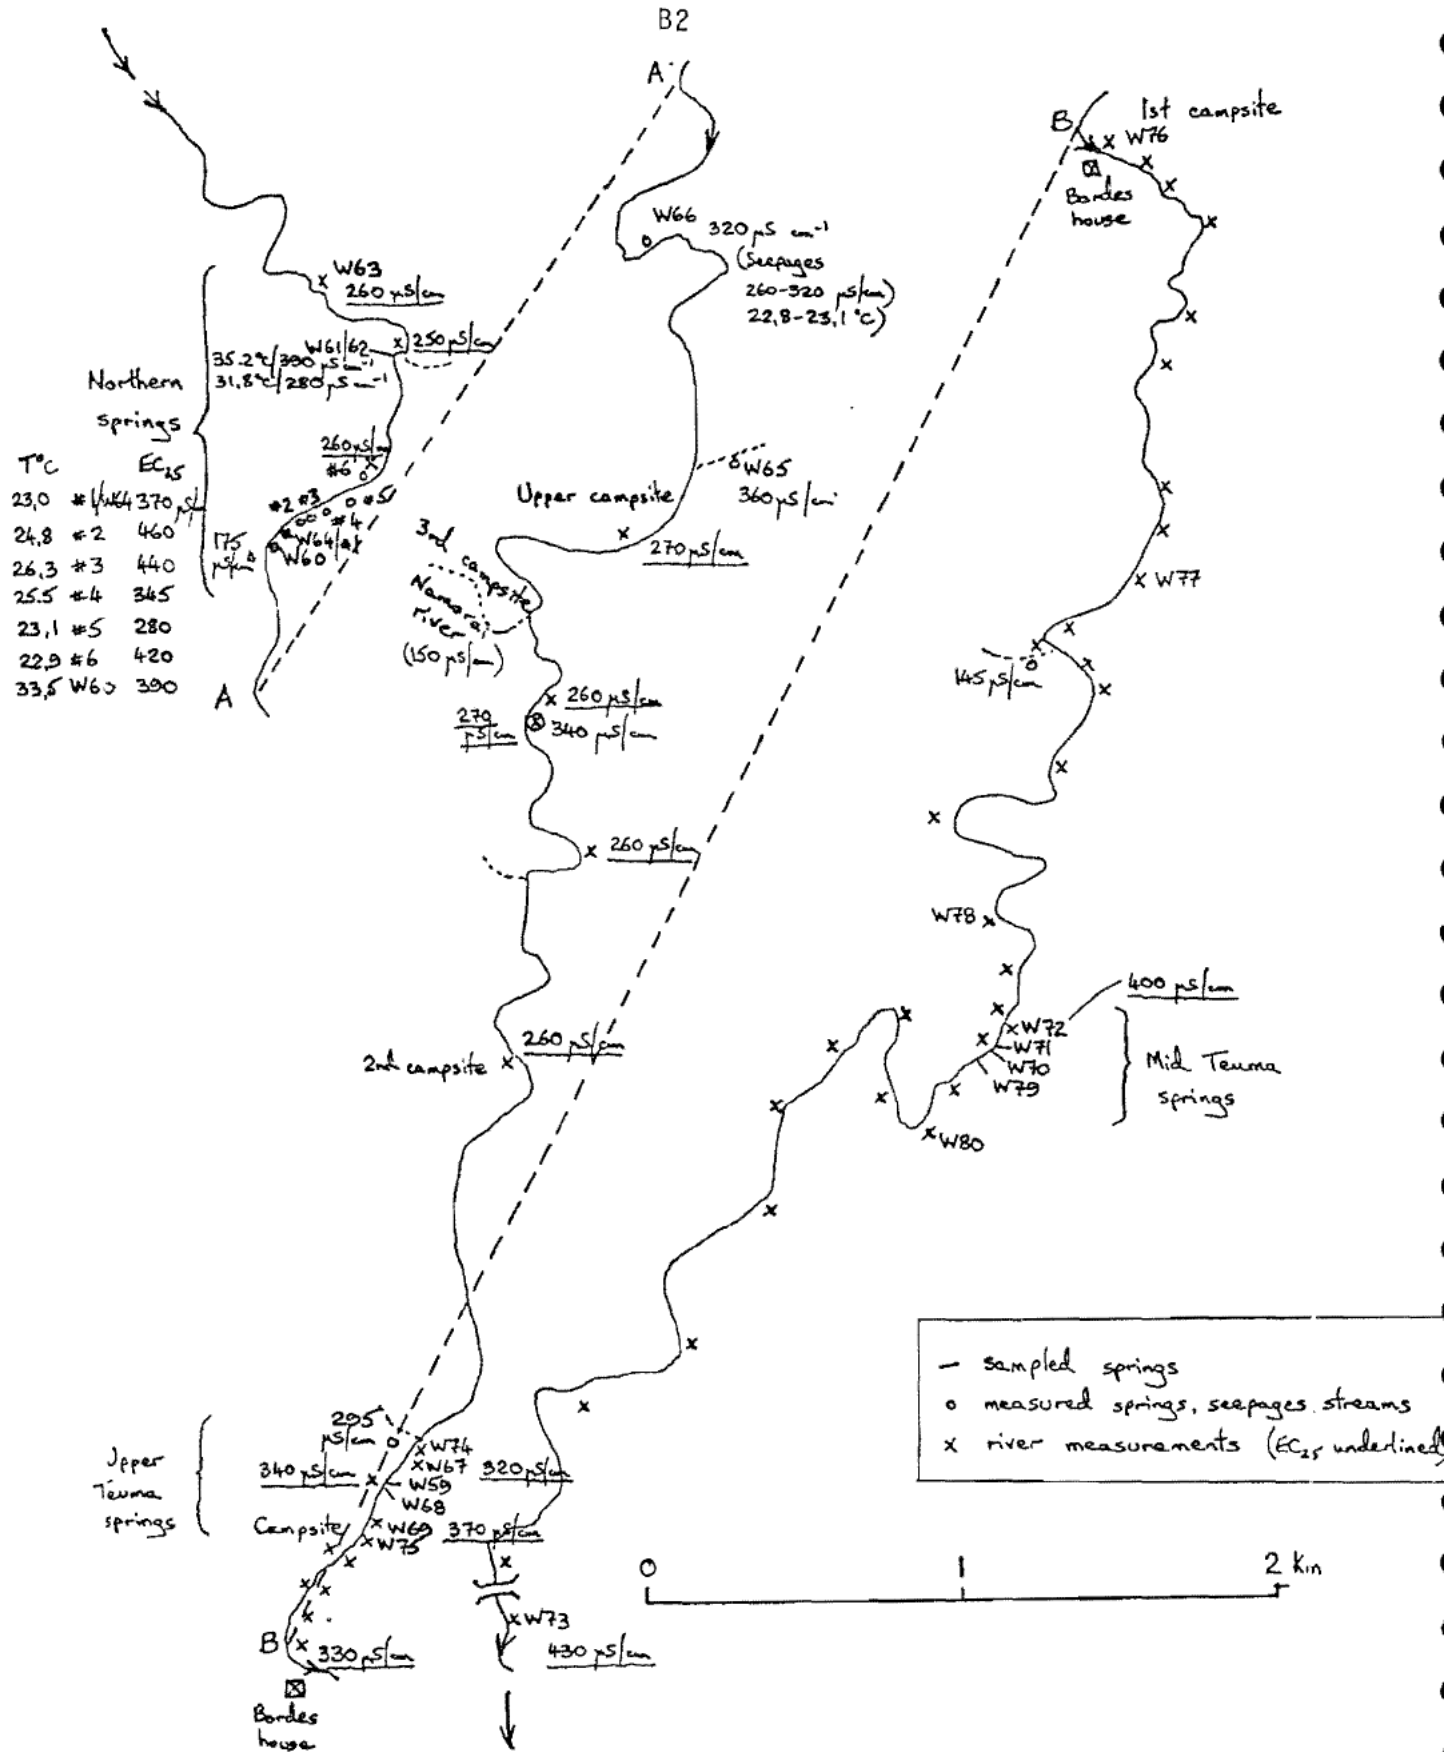 B2
A
W63
260 µS/cm
W61/62
250 µS/cm
35.2°C/390 µS cm⁻¹
31,8°C/280 µS cm⁻¹
Northern
springs
260 µS/cm
#6
T°C EC₂₅
23,0 #1/W64 370 µS/
24,8 #2 460
26,3 #3 440
25.5 #4 345
23,1 #5 280
22,9 #6 420
33,5 W60 390
#2 #3
#5
#4
W64/#1
W60
175
µS/cm
A
W66
320 µS cm⁻¹
(Seepages
260-320 µS/cm)
22,8-23,1 °C)
W65
360 µS/cm
Upper campsite
270 µS/cm
3rd campsite
Namorai
river
(150 µS/cm)
260 µS/cm
270
µS/cm
340 µS/cm
260 µS/cm
2nd campsite
260 µS/cm
Upper
Teuma
springs
295
µS/cm
W74
W67
340 µS/cm
W59
320 µS/cm
W68
Campsite
W69
W75
370 µS/cm
B
330 µS/cm
Bordes
house
W73
430 µS/cm
B
1st campsite
W76
Bordes
house
W77
145 µS/cm
W78
400 µS/cm
W72
W71
W70
W79
W80
Mid Teuma
springs
— sampled springs
o measured springs, seepages, streams
x river measurements (EC₂₅ underlined)
0 1 2 Km